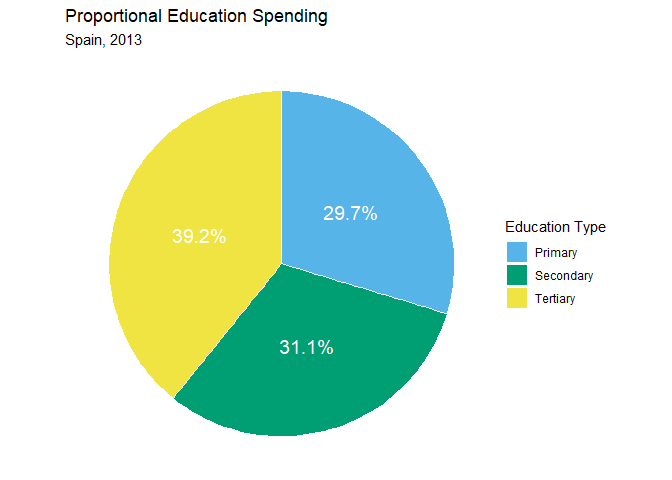 Proportional Education Spending
Spain, 2013
29.7%
39.2%
31.1%
Education Type
Primary
Secondary
Tertiary